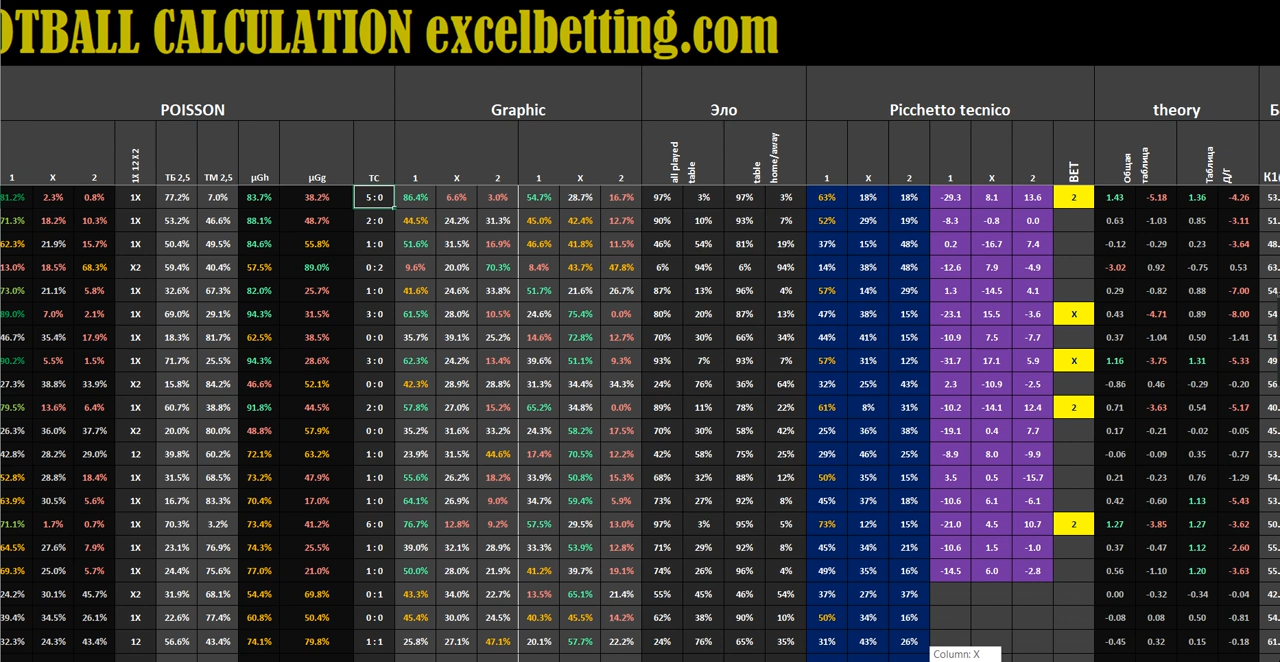 OTBALL CALCULATION excelbetting.com
POISSON Graphic Эло Picchetto tecnico theory
1 X 2 1X 12 X2 ТБ 2,5 ТМ 2,5 µGh µGg TC 1 X 2 1 X 2 all played table table home/away 1 X 2 1 X 2 BET Общая таблица Таблица Д/Г
81.2% 2.3% 0.8% 1X 77.2% 7.0% 83.7% 38.2% 5:0 86.4% 6.6% 3.0% 54.7% 28.7% 16.7% 97% 3% 97% 3% 63% 18% 18% -29.3 8.1 13.6 2 1.43 -5.18 1.36 -4.26 53.
71.3% 18.2% 10.3% 1X 53.2% 46.6% 88.1% 48.7% 2:0 44.5% 24.2% 31.3% 45.0% 42.4% 12.7% 90% 10% 93% 7% 52% 29% 19% -8.3 -0.8 0.0 0.63 -1.03 0.85 -3.11 51.
62.3% 21.9% 15.7% 1X 50.4% 49.5% 84.6% 55.8% 1:0 51.6% 31.5% 16.9% 46.6% 41.8% 11.5% 46% 54% 81% 19% 37% 15% 48% 0.2 -16.7 7.4 -0.12 -0.29 0.23 -3.64 48.
13.0% 18.5% 68.3% X2 59.4% 40.4% 57.5% 89.0% 0:2 9.6% 20.0% 70.3% 8.4% 43.7% 47.8% 6% 94% 6% 94% 14% 38% 48% -12.6 7.9 -4.9 -3.02 0.92 -0.75 0.53 63.
73.0% 21.1% 5.8% 1X 32.6% 67.3% 82.0% 25.7% 1:0 41.6% 24.6% 33.8% 51.7% 21.6% 26.7% 87% 13% 96% 4% 57% 14% 29% 1.3 -14.5 4.1 0.29 -0.82 0.88 -7.00 54
89.0% 7.0% 2.1% 1X 69.0% 29.1% 94.3% 31.5% 3:0 61.5% 28.0% 10.5% 24.6% 75.4% 0.0% 80% 20% 87% 13% 47% 38% 15% -23.1 15.5 -3.6 X 0.43 -4.71 0.89 -8.00 54
46.7% 35.4% 17.9% 1X 18.3% 81.7% 62.5% 38.5% 0:0 35.7% 39.1% 25.2% 14.6% 72.8% 12.7% 70% 30% 66% 34% 44% 41% 15% -10.9 7.5 -7.7 0.37 -1.04 0.50 -1.41 51
90.2% 5.5% 1.5% 1X 71.7% 25.5% 94.3% 28.6% 3:0 62.3% 24.2% 13.4% 39.6% 51.1% 9.3% 93% 7% 93% 7% 57% 31% 12% -31.7 17.1 5.9 X 1.16 -3.75 1.31 -5.33 49
27.3% 38.8% 33.9% X2 15.8% 84.2% 46.6% 52.1% 0:0 42.3% 28.9% 28.8% 31.3% 34.4% 34.3% 24% 76% 36% 64% 32% 25% 43% 2.3 -10.9 -2.5 -0.86 0.46 -0.29 -0.20 56
79.5% 13.6% 6.4% 1X 60.7% 38.8% 91.8% 44.5% 2:0 57.8% 27.0% 15.2% 65.2% 34.8% 0.0% 89% 11% 78% 22% 61% 8% 31% -10.2 -14.1 12.4 2 0.71 -3.63 0.54 -5.17 40.
26.3% 36.0% 37.7% X2 20.0% 80.0% 48.8% 57.9% 0:0 35.2% 31.6% 33.2% 24.3% 58.2% 17.5% 70% 30% 58% 42% 25% 36% 38% -19.1 0.4 7.7 0.17 -0.21 -0.02 -0.05 45.
42.8% 28.2% 29.0% 12 39.8% 60.2% 72.1% 63.2% 1:0 23.9% 31.5% 44.6% 17.4% 70.5% 12.2% 42% 58% 75% 25% 29% 46% 25% -8.9 8.0 -9.9 -0.06 -0.09 0.35 -0.77 53.
52.8% 28.8% 18.4% 1X 31.5% 68.5% 73.2% 47.9% 1:0 55.6% 26.2% 18.2% 33.9% 50.8% 15.3% 68% 32% 88% 12% 50% 35% 15% 3.5 0.5 -15.7 0.21 -0.23 0.76 -1.29 54.
63.9% 30.5% 5.6% 1X 16.7% 83.3% 70.4% 17.0% 1:0 64.1% 26.9% 9.0% 34.7% 59.4% 5.9% 73% 27% 92% 8% 45% 37% 18% -10.6 6.1 -6.1 0.42 -0.60 1.13 -5.43 54.
71.1% 1.7% 0.7% 1X 70.3% 3.2% 73.4% 41.2% 6:0 76.7% 12.8% 9.2% 57.5% 29.5% 13.0% 97% 3% 95% 5% 73% 12% 15% -21.0 4.5 10.7 2 1.27 -3.85 1.27 -3.62 50.
64.5% 27.6% 7.9% 1X 23.1% 76.9% 74.3% 25.5% 1:0 39.0% 32.1% 28.9% 33.3% 53.9% 12.8% 71% 29% 92% 8% 45% 34% 21% -10.6 1.5 -1.0 0.37 -0.47 1.12 -2.60 55.
69.3% 25.0% 5.7% 1X 24.4% 75.6% 77.0% 21.0% 1:0 50.0% 28.0% 21.9% 41.2% 39.7% 19.1% 74% 26% 96% 4% 49% 35% 16% -14.5 6.0 -2.8 0.56 -1.10 1.20 -3.63 55.
24.2% 30.1% 45.7% X2 31.9% 68.1% 54.4% 69.8% 0:1 43.3% 34.0% 22.7% 13.5% 65.1% 21.4% 55% 45% 46% 54% 37% 27% 37% 0.00 -0.32 -0.34 -0.04 42.
39.4% 34.5% 26.1% 1X 22.6% 77.4% 60.8% 50.4% 0:0 45.4% 30.0% 24.5% 40.3% 45.5% 14.2% 62% 38% 90% 10% 50% 34% 16% -0.08 0.08 0.50 -0.81 54.
32.3% 24.3% 43.4% 12 56.6% 43.4% 74.1% 79.8% 1:1 25.8% 27.1% 47.1% 20.1% 57.7% 22.2% 24% 76% 65% 35% 31% 43% 26% -0.45 0.32 0.15 -0.18 61.
Column: X